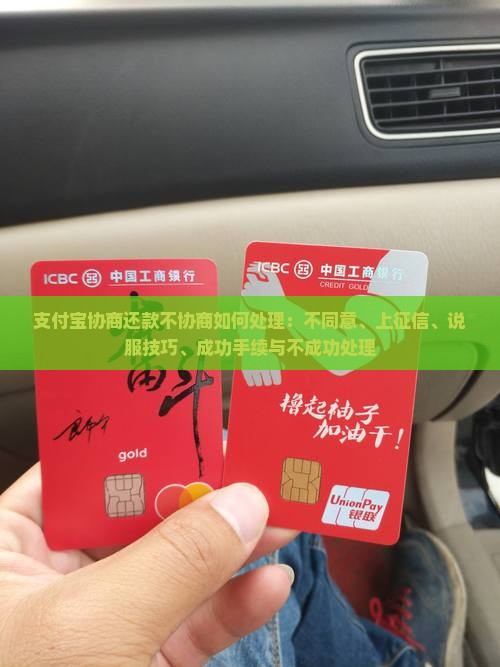 ICBC 中国工商银行
ICBC 中国工商银行
CREDIT GOLD
支付宝协商还款不协商如何处理：不同意、上征信、说
服技巧、成功手续与不成功处理
奋斗
gold
撸起袖子
加油干！
UnionPay
银联